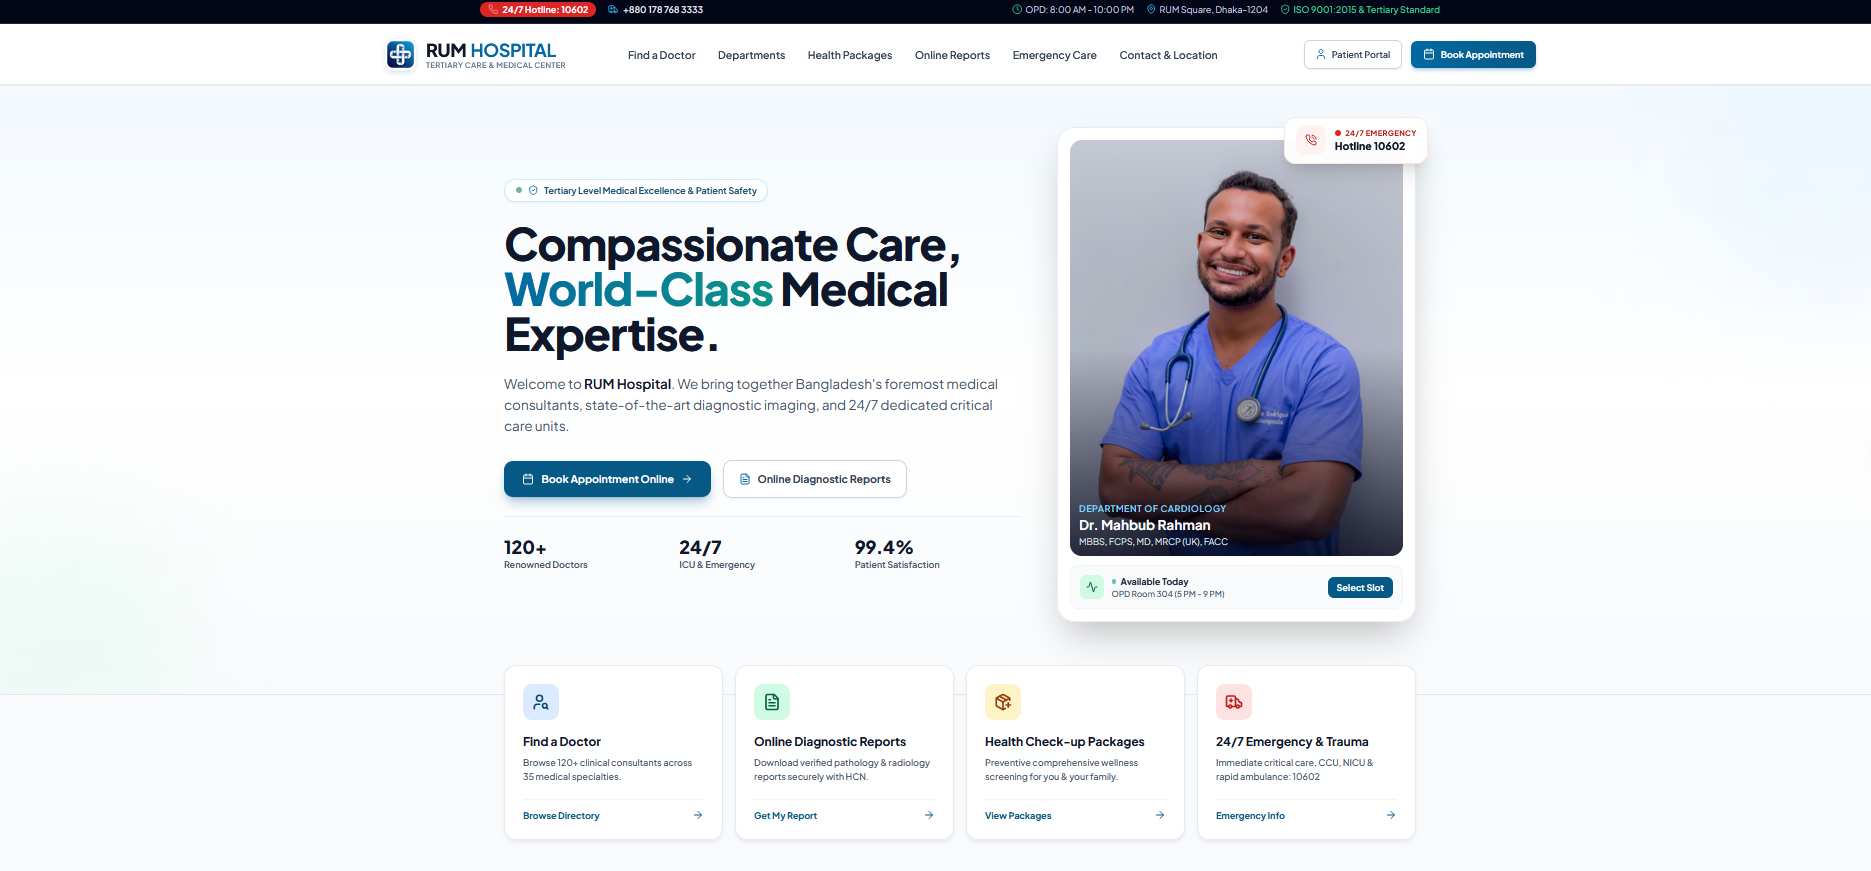 24/7 Hotline: 10602
+880 178 768 3333
OPD: 8:00 AM - 10:00 PM
RUM Square, Dhaka-1204
ISO 9001:2015 & Tertiary Standard
RUM HOSPITAL
TERTIARY CARE & MEDICAL CENTER
Find a Doctor
Departments
Health Packages
Online Reports
Emergency Care
Contact & Location
Patient Portal
Book Appointment
Tertiary Level Medical Excellence & Patient Safety
Compassionate Care,
World-Class Medical
Expertise.
Welcome to RUM Hospital. We bring together Bangladesh's foremost medical
consultants, state-of-the-art diagnostic imaging, and 24/7 dedicated critical
care units.
Book Appointment Online
Online Diagnostic Reports
120+
Renowned Doctors
24/7
ICU & Emergency
99.4%
Patient Satisfaction
24/7 EMERGENCY
Hotline 10602
DEPARTMENT OF CARDIOLOGY
Dr. Mahbub Rahman
MBBS, FCPS, MD, MRCP (UK), FACC
Available Today
OPD Room 304 (5 PM - 9 PM)
Select Slot
Find a Doctor
Browse 120+ clinical consultants across
35 medical specialties.
Browse Directory
Online Diagnostic Reports
Download verified pathology & radiology
reports securely with HCN.
Get My Report
Health Check-up Packages
Preventive comprehensive wellness
screening for you & your family.
View Packages
24/7 Emergency & Trauma
Immediate critical care, CCU, NICU &
rapid ambulance: 10602
Emergency Info